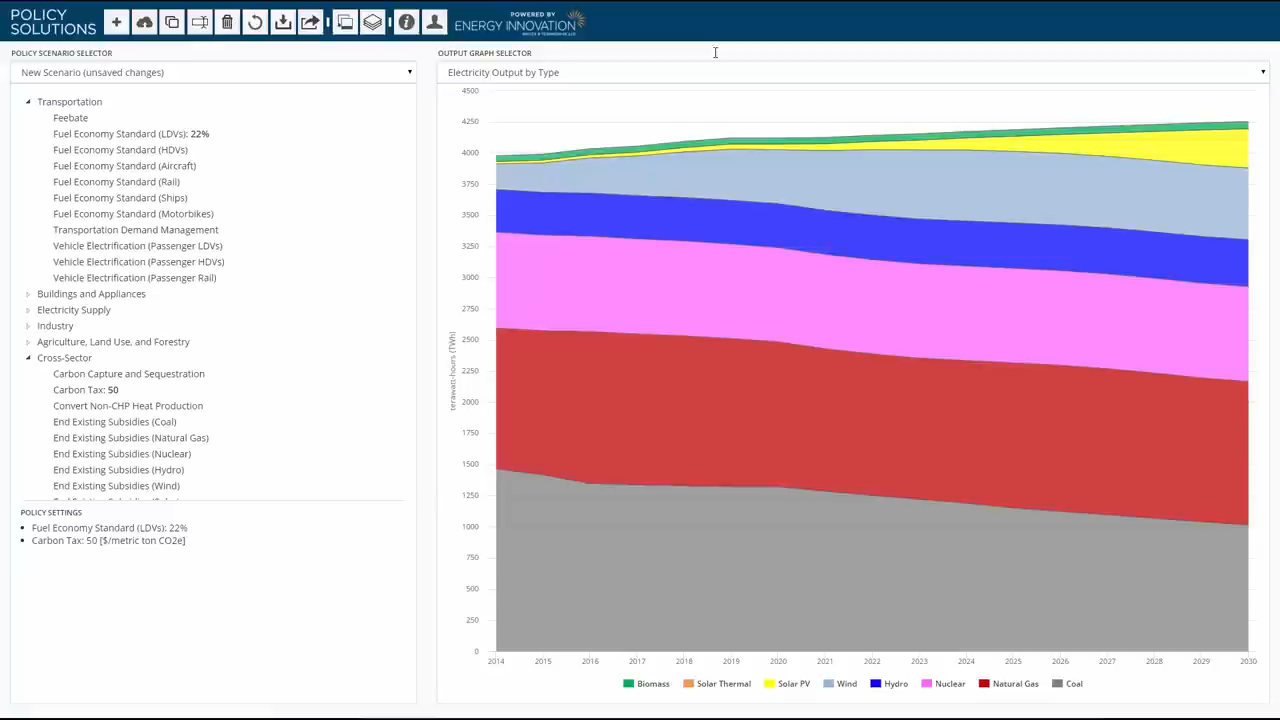 POLICY
SOLUTIONS
POWERED BY
ENERGY INNOVATION
POLICY SCENARIO SELECTOR
New Scenario (unsaved changes)
Transportation
Feebate
Fuel Economy Standard (LDVs): 22%
Fuel Economy Standard (HDVs)
Fuel Economy Standard (Aircraft)
Fuel Economy Standard (Rail)
Fuel Economy Standard (Ships)
Fuel Economy Standard (Motorbikes)
Transportation Demand Management
Vehicle Electrification (Passenger LDVs)
Vehicle Electrification (Passenger HDVs)
Vehicle Electrification (Passenger Rail)
Buildings and Appliances
Electricity Supply
Industry
Agriculture, Land Use, and Forestry
Cross-Sector
Carbon Capture and Sequestration
Carbon Tax: 50
Convert Non-CHP Heat Production
End Existing Subsidies (Coal)
End Existing Subsidies (Natural Gas)
End Existing Subsidies (Nuclear)
End Existing Subsidies (Hydro)
End Existing Subsidies (Wind)
POLICY SETTINGS
Fuel Economy Standard (LDVs): 22%
Carbon Tax: 50 [$/metric ton CO2e]
OUTPUT GRAPH SELECTOR
Electricity Output by Type
4500
4250
4000
3750
3500
3250
3000
2750
2500
2250
2000
1750
1500
1250
1000
750
500
250
0
terawatt-hours (TWh)
2014 2015 2016 2017 2018 2019 2020 2021 2022 2023 2024 2025 2026 2027 2028 2029 2030
Biomass Solar Thermal Solar PV Wind Hydro Nuclear Natural Gas Coal